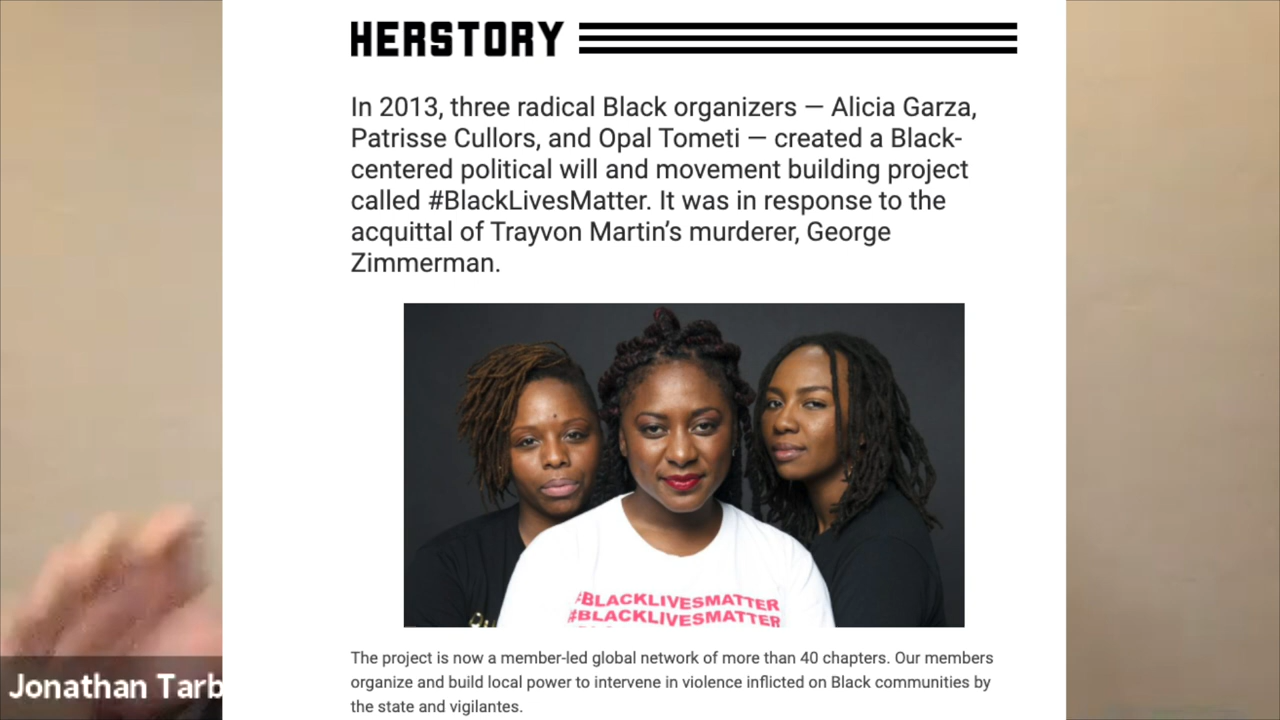 HERSTORY
In 2013, three radical Black organizers — Alicia Garza,
Patrisse Cullors, and Opal Tometi — created a Black-
centered political will and movement building project
called #BlackLivesMatter. It was in response to the
acquittal of Trayvon Martin’s murderer, George
Zimmerman.
#BLACKLIVESMATTER
#BLACKLIVESMATTER
The project is now a member-led global network of more than 40 chapters. Our members
organize and build local power to intervene in violence inflicted on Black communities by
the state and vigilantes.
Jonathan Tarb